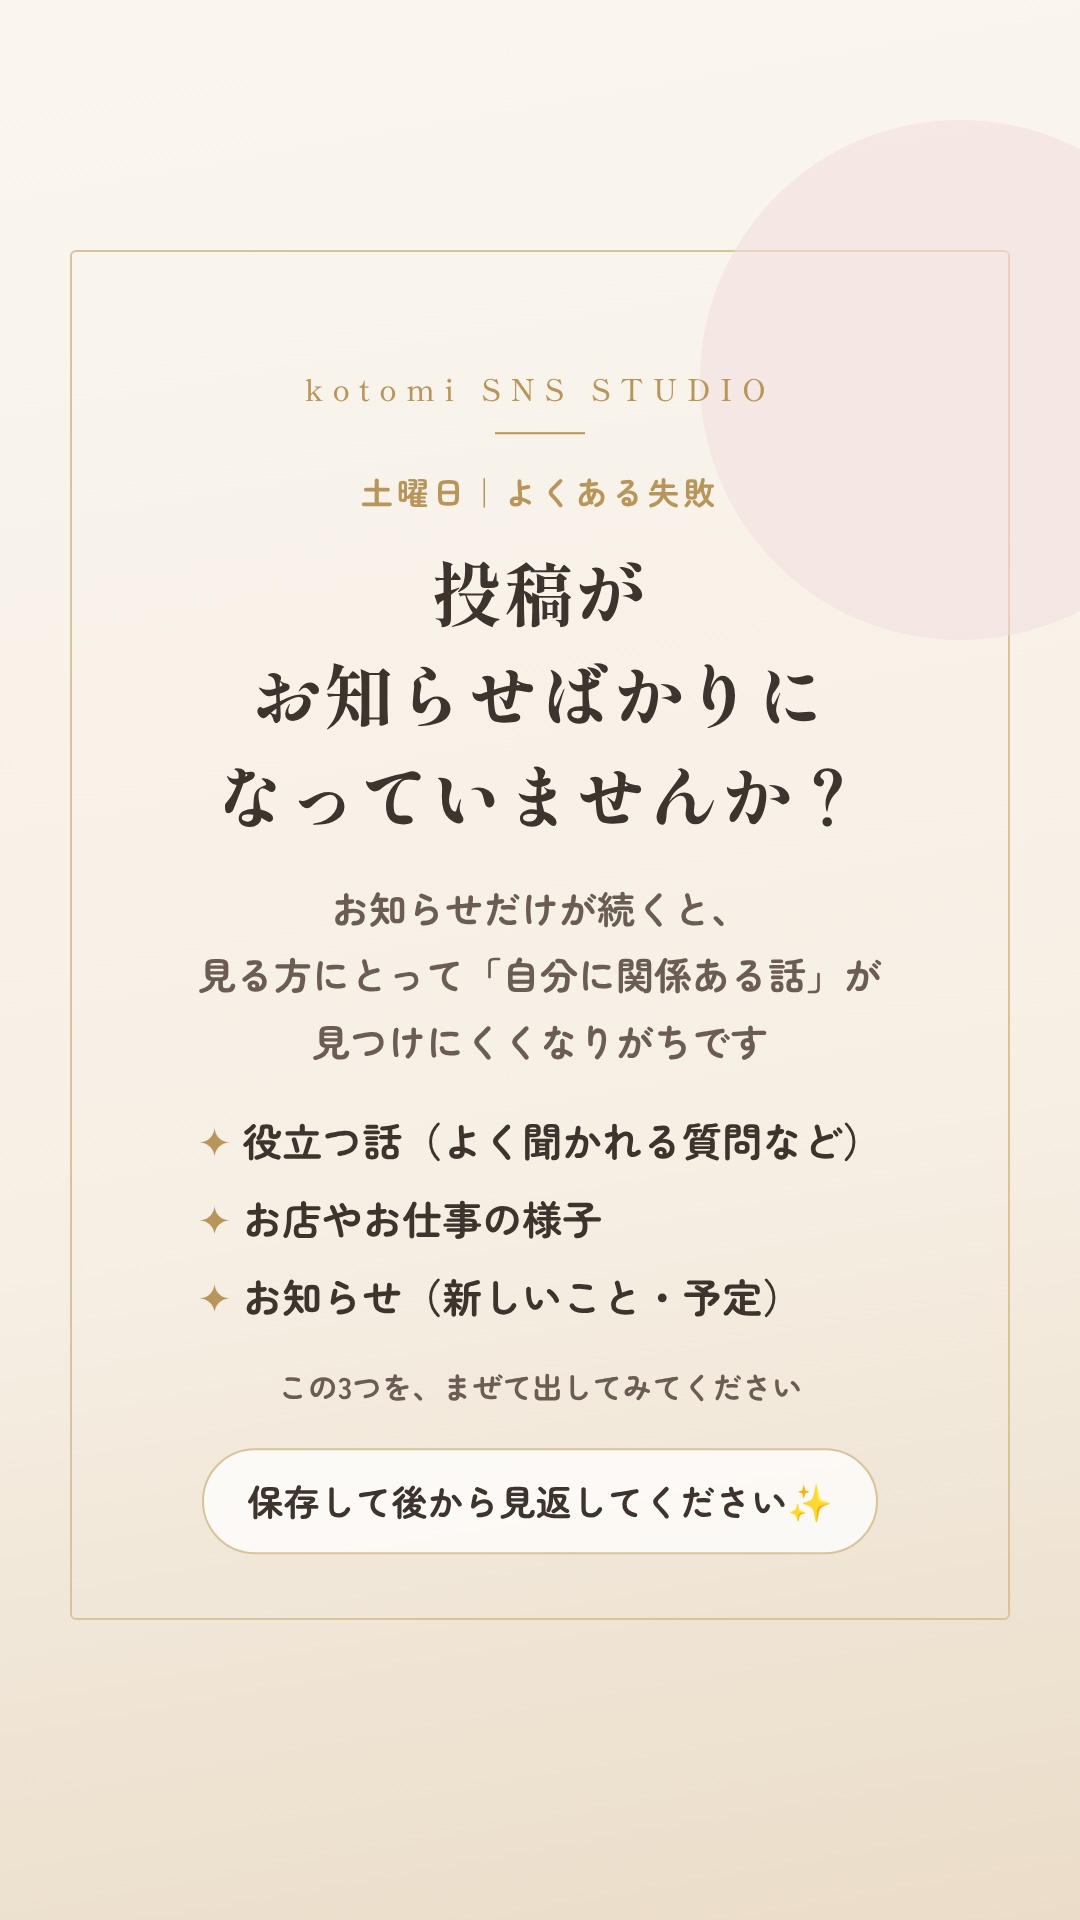 kotomi SNS STUDIO
土曜日｜よくある失敗
投稿が
お知らせばかりに
なっていませんか？
お知らせだけが続くと、
見る方にとって「自分に関係ある話」が
見つけにくくなりがちです
✦ 役立つ話（よく聞かれる質問など）
✦ お店やお仕事の様子
✦ お知らせ（新しいこと・予定）
この3つを、まぜて出してみてください
保存して後から見返してください✨